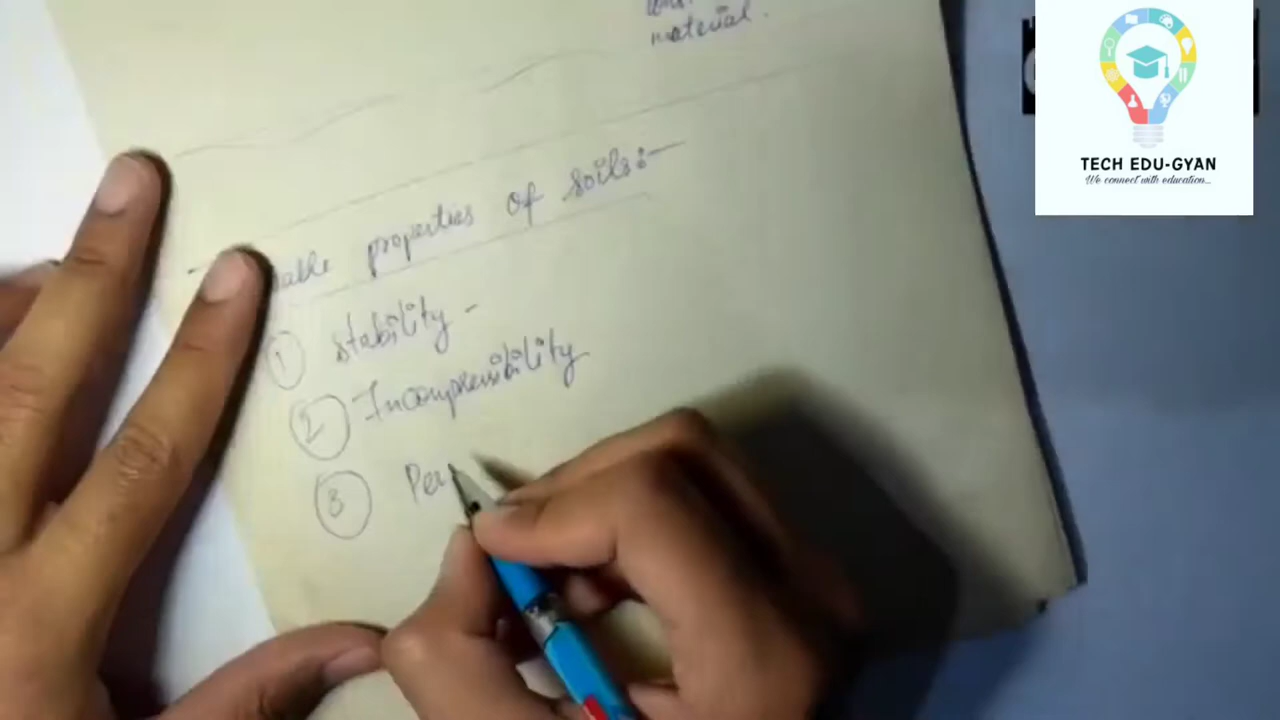 material.
properties of soils:-
① stability -
② Incompressibility
③ Per
TECH EDU-GYAN
We connect with education...